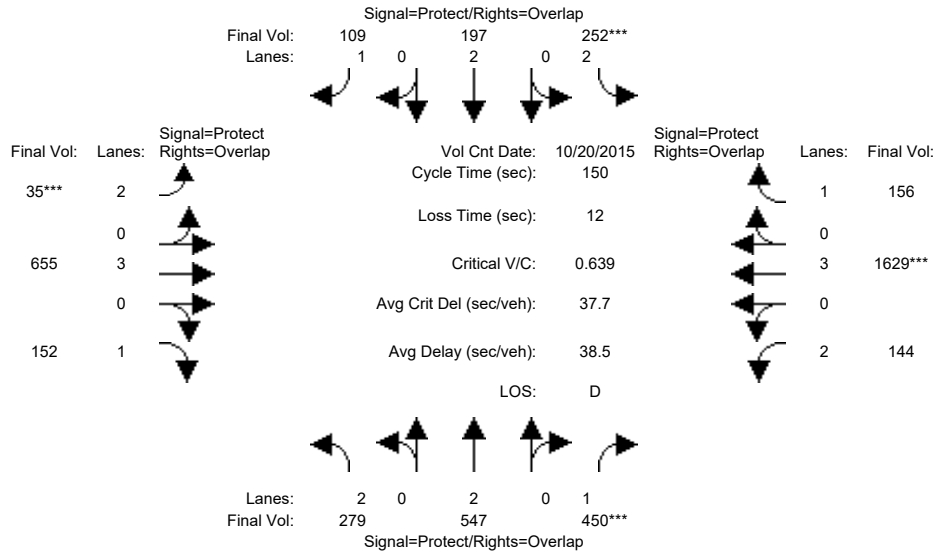 Signal=Protect/Rights=Overlap
Final Vol: 109 197 252***
Lanes: 1 0 2 0 2
Signal=Protect
Final Vol: Lanes: Rights=Overlap
Vol Cnt Date: 10/20/2015
Signal=Protect
Rights=Overlap Lanes: Final Vol:
Cycle Time (sec): 150
35*** 2
1 156
Loss Time (sec): 12
0
0
655 3
Critical V/C: 0.639
3 1629***
0
Avg Crit Del (sec/veh): 37.7
0
152 1
Avg Delay (sec/veh): 38.5
2 144
LOS: D
Lanes: 2 0 2 0 1
Final Vol: 279 547 450***
Signal=Protect/Rights=Overlap